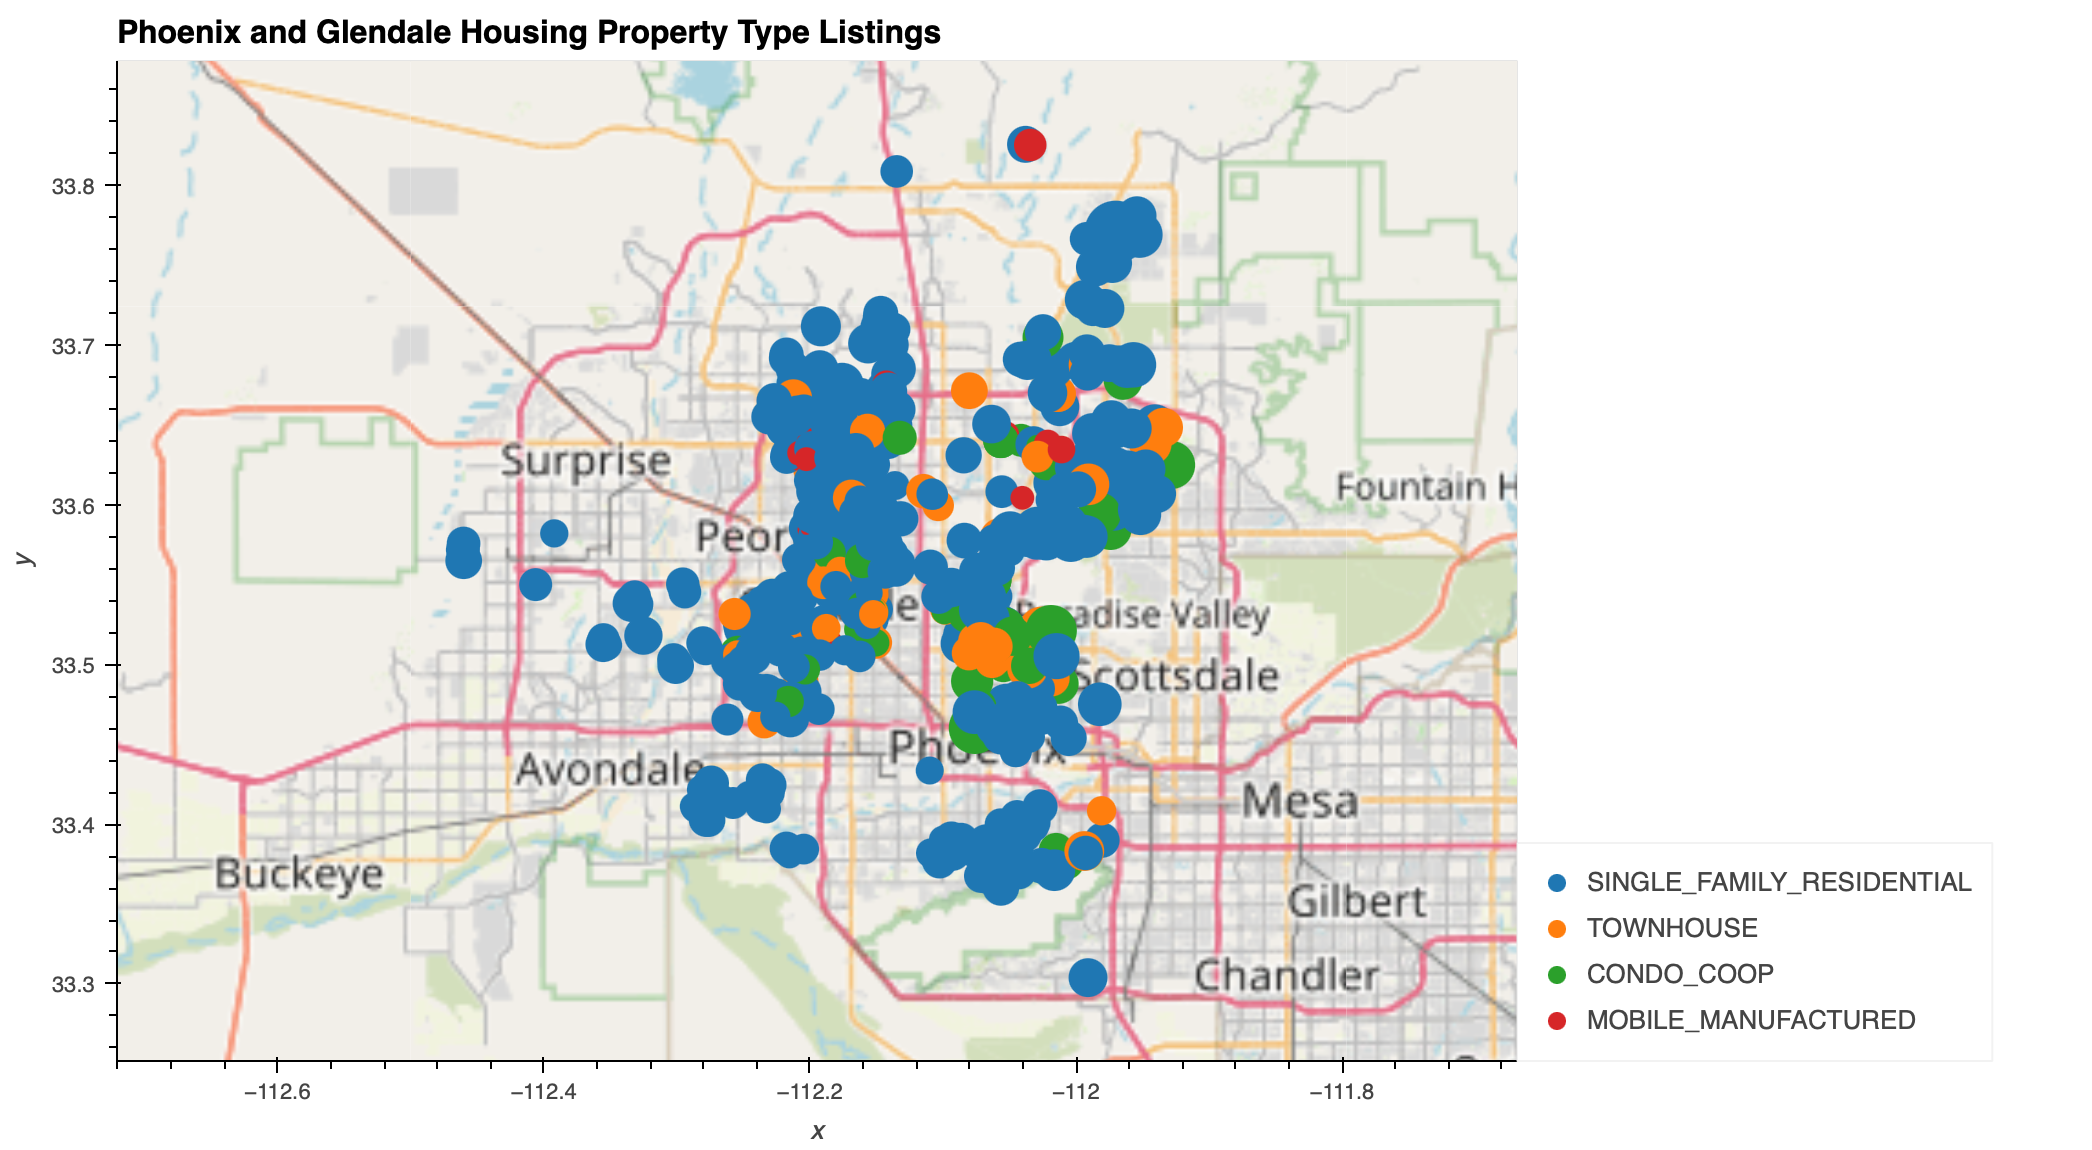 Phoenix and Glendale Housing Property Type Listings
33.8
33.7
33.6
33.5
33.4
33.3
y
−112.6
−112.4
−112.2
−112
−111.8
x
Surprise
Fountain H
Peor
e
Paradise Valley
Scottsdale
Phoenix
Avondale
Mesa
Buckeye
Gilbert
Chandler
SINGLE_FAMILY_RESIDENTIAL
TOWNHOUSE
CONDO_COOP
MOBILE_MANUFACTURED